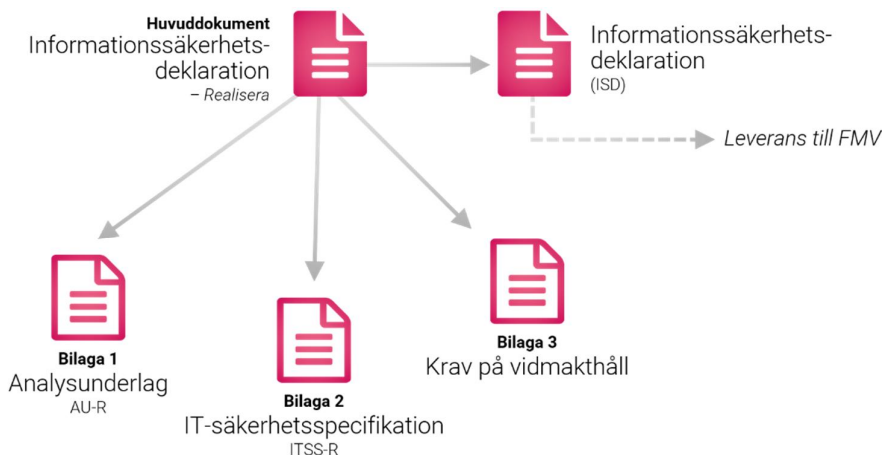 Huvuddokument
Informationssäkerhets-
deklaration
– Realisera
Informationssäkerhets-
deklaration
(ISD)
Leverans till FMV
Bilaga 1
Analysunderlag
AU-R
Bilaga 2
IT-säkerhetsspecifikation
ITSS-R
Bilaga 3
Krav på vidmakthåll